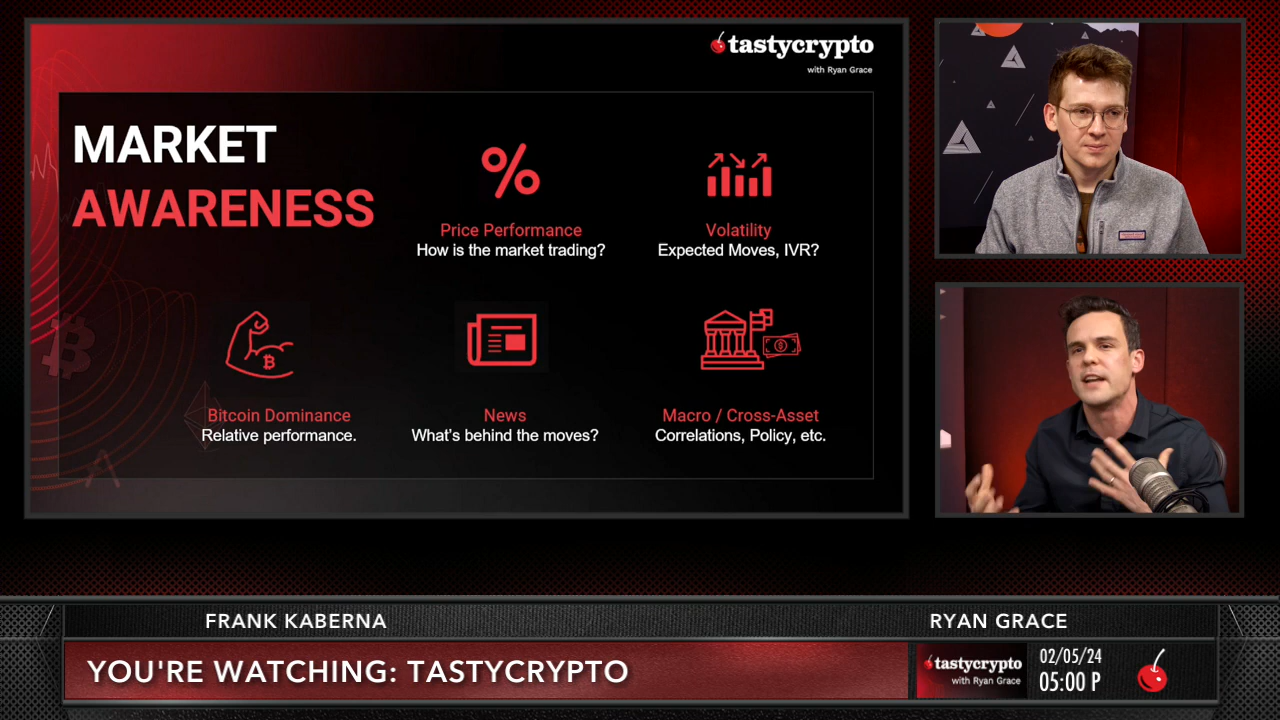 tastycrypto
with Ryan Grace
MARKET
AWARENESS
Price Performance
How is the market trading?
Volatility
Expected Moves, IVR?
Bitcoin Dominance
Relative performance.
News
What's behind the moves?
Macro / Cross-Asset
Correlations, Policy, etc.
FRANK KABERNA
RYAN GRACE
YOU'RE WATCHING: TASTYCRYPTO
tastycrypto
with Ryan Grace
02/05/24
05:00 P